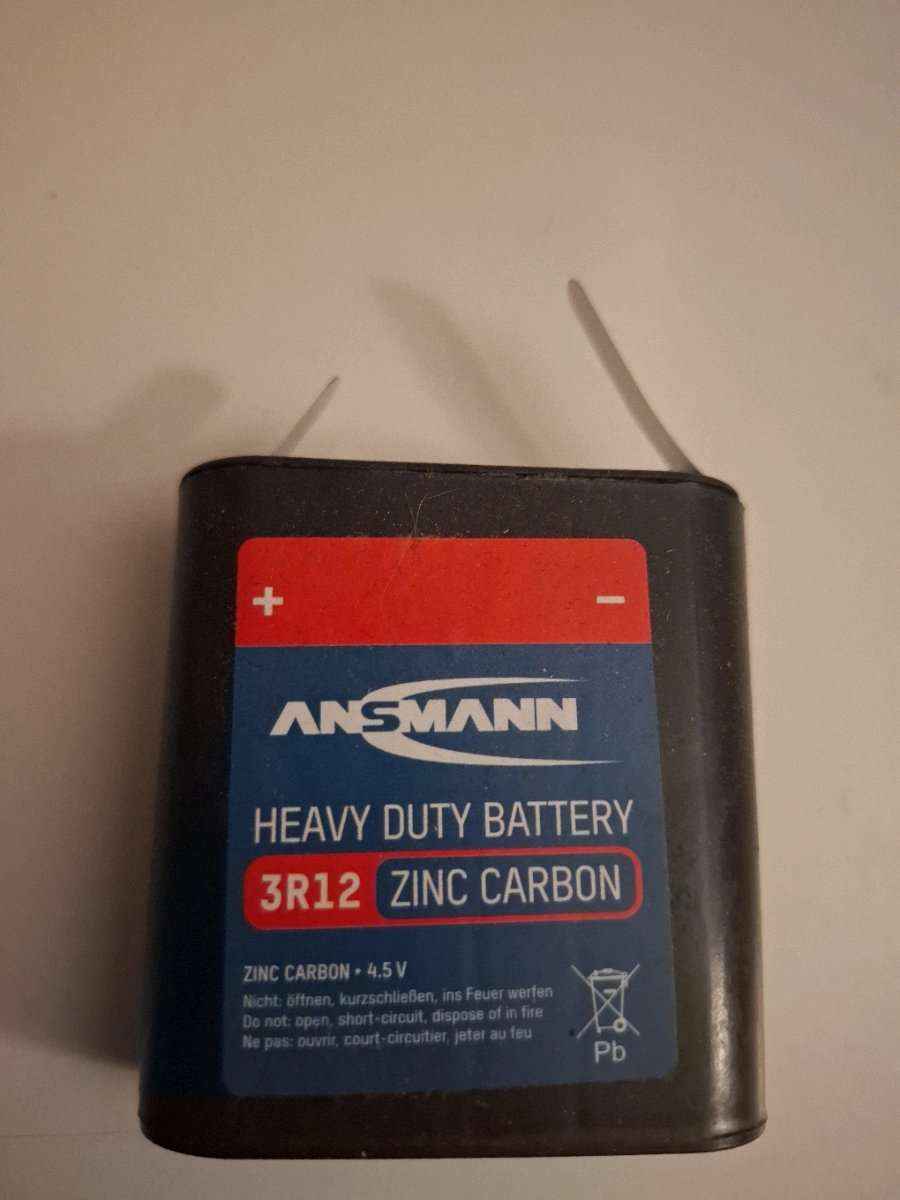 + −
ANSMANN
HEAVY DUTY BATTERY
3R12 ZINC CARBON
ZINC CARBON • 4.5 V
Nicht: öffnen, kurzschließen, ins Feuer werfen
Do not: open, short-circuit, dispose of in fire
Ne pas: ouvrir, court-circuitier, jeter au feu
Pb